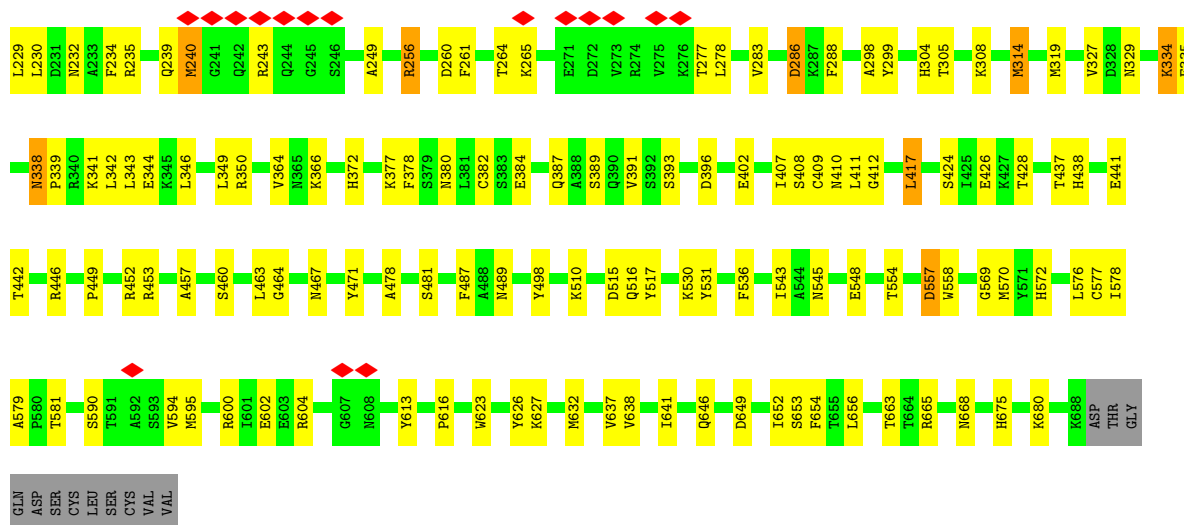 L229 L230 D231 N232 A233 F234 R235 Q239 M240 G241 Q242 R243 Q244 G245 S246 A249 R256 D260 F261 T264 K265 E271 D272 V273 R274 V275 K276 T277 L278 V283 D286 K287 F288 A298 Y299 H304 T305 K308 M314 M319 V327 D328 N329 K334
N338 P339 R340 K341 L342 L343 E344 K345 L346 L349 R350 V364 N365 K366 H372 K377 F378 S379 N380 L381 C382 S383 E384 Q387 A388 S389 Q390 V391 S392 S393 D396 E402 I407 S408 C409 N410 L411 G412 L417 S424 I425 E426 K427 T428 T437 H438 E441
T442 R446 P449 R452 R453 A457 S460 L463 G464 N467 Y471 A478 S481 F487 A488 N489 Y498 K510 D515 Q516 Y517 K530 Y531 F536 I543 A544 N545 E548 T554 D557 W558 G569 M570 Y571 H572 L576 C577 I578
A579 P580 T581 S590 T591 A592 S593 V594 M595 R600 I601 E602 E603 R604 G607 N608 Y613 P616 W623 Y626 K627 M632 V637 V638 I641 Q646 D649 I652 S653 F654 T655 L656 T663 T664 R665 N668 H675 K680 K688 ASP THR GLY
GLN ASP SER CYS LEU SER CYS VAL VAL